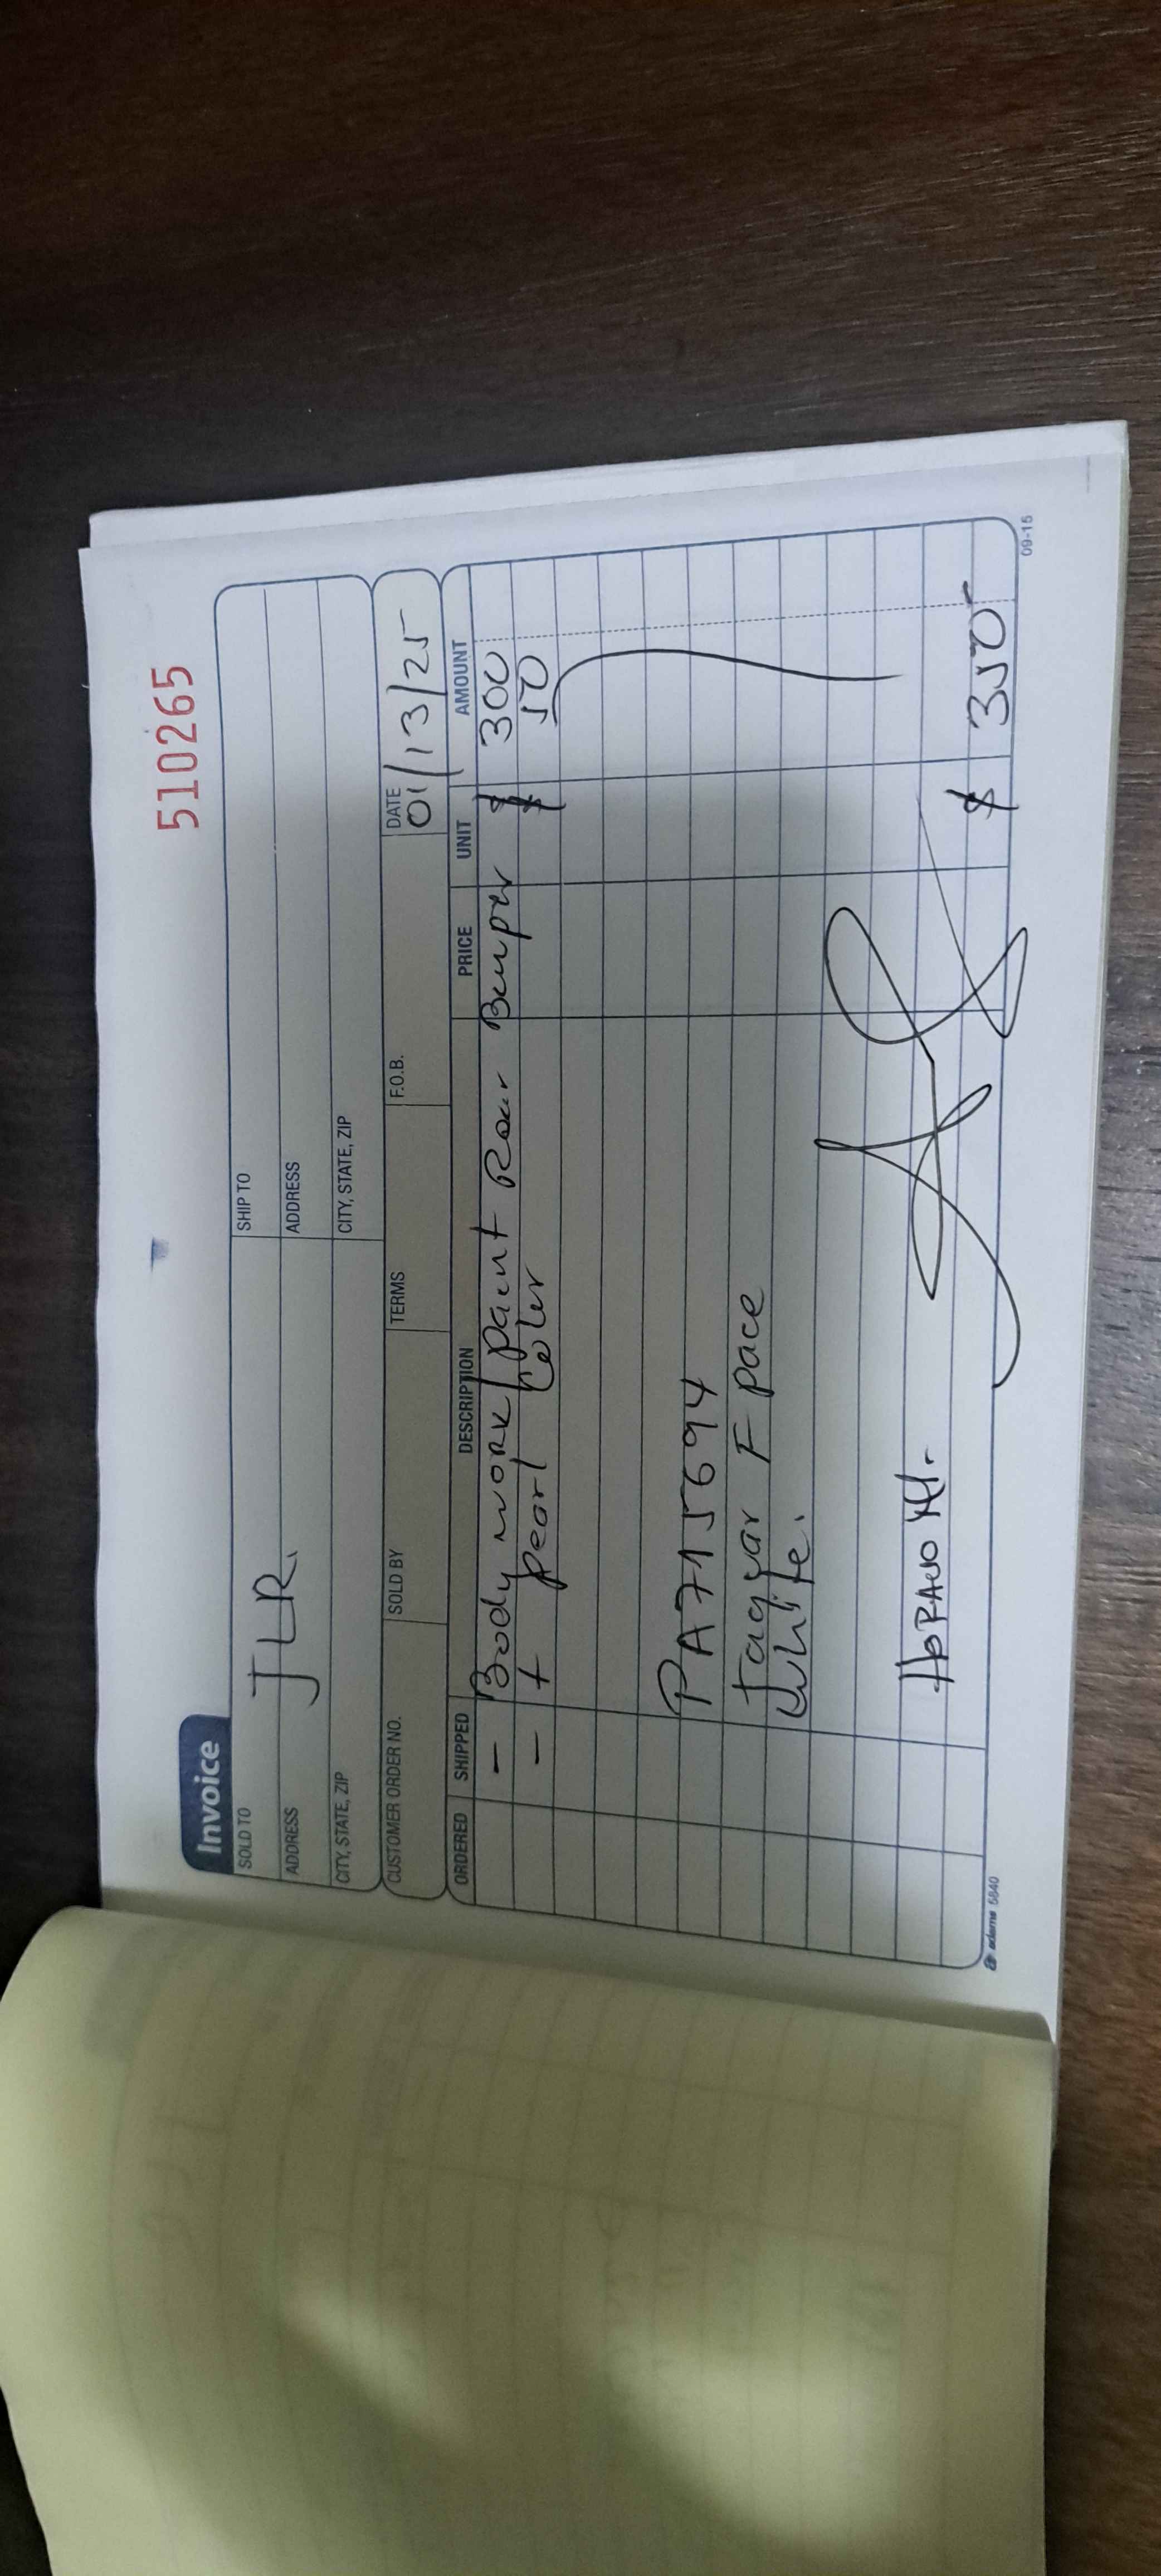 510265
Invoice
SOLD TO JLR. SHIP TO
ADDRESS ADDRESS
CITY, STATE, ZIP CITY, STATE, ZIP
CUSTOMER ORDER NO. SOLD BY TERMS F.O.B. DATE 01/13/25
ORDERED SHIPPED DESCRIPTION PRICE UNIT AMOUNT
- Body work/paint Rear Bumper $ 300
- + pearl Coler $ 50
PA715694
Jaguar F pace
White.
$ 350
adams 5840 09-15